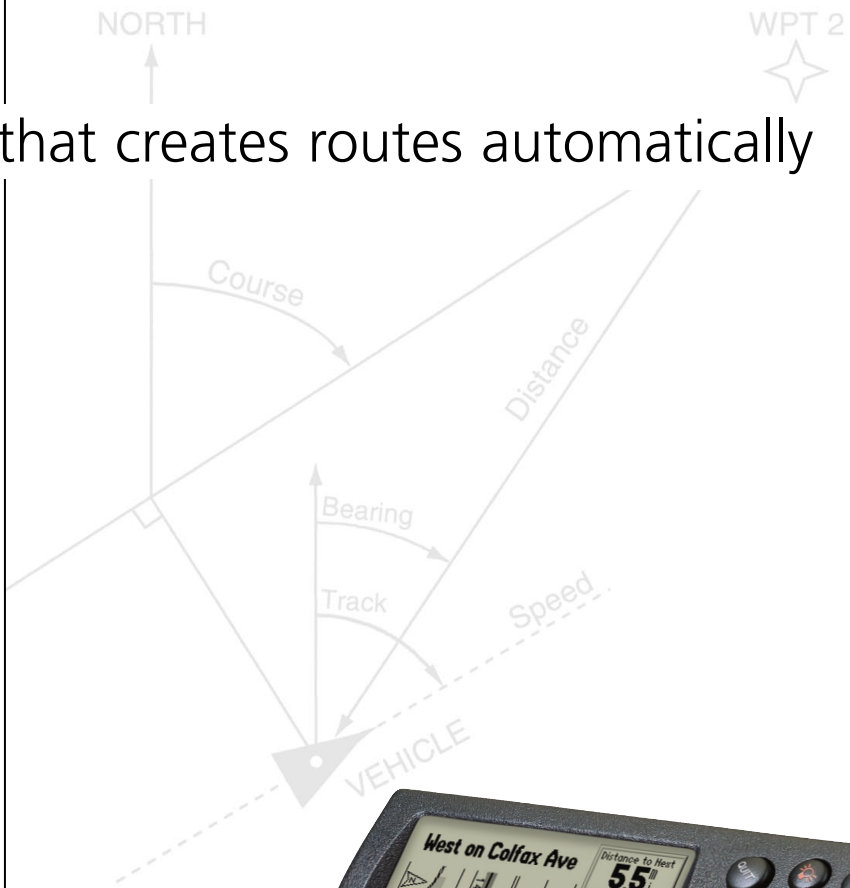 NORTH
WPT 2
that creates routes automatically
Course
Distance
Bearing
Track
Speed
VEHICLE
West on Colfax Ave
Distance to Next
5.5
QUIT
N